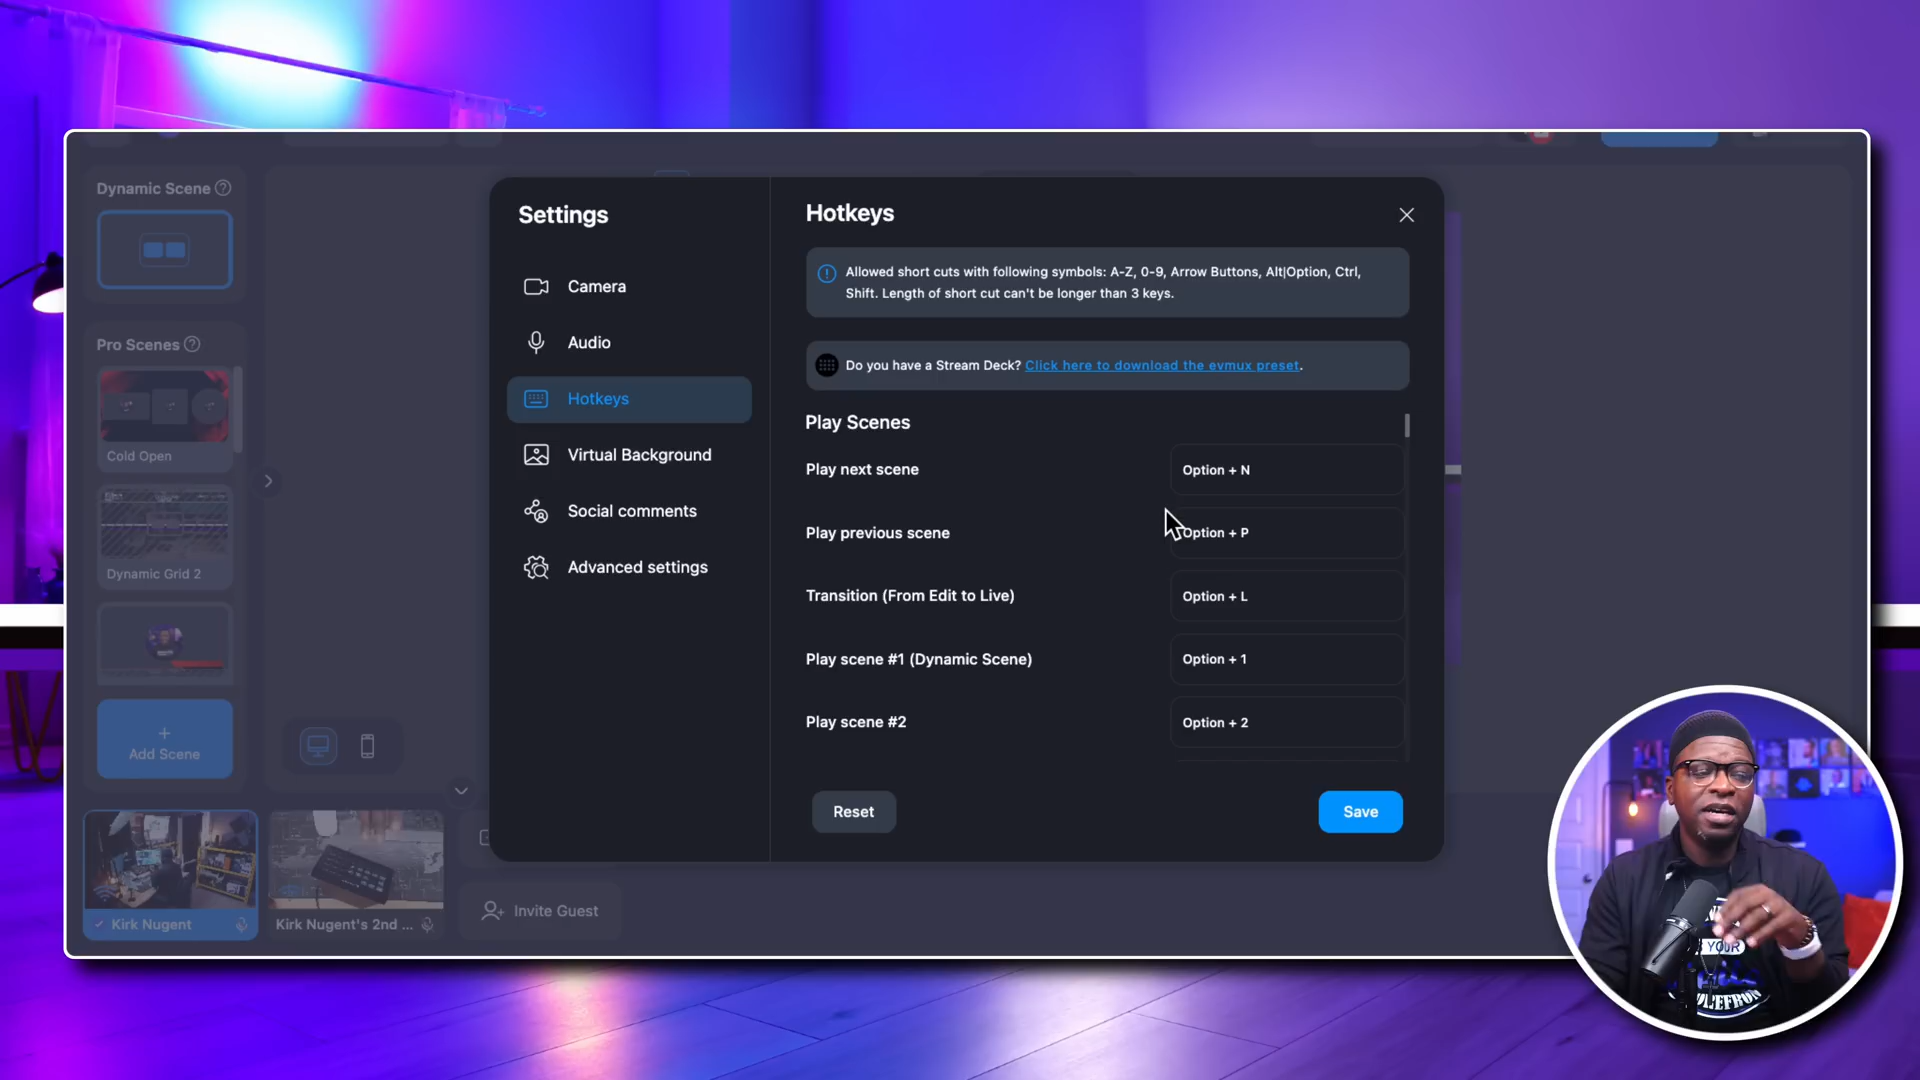 Dynamic Scene
Pro Scenes
Cold Open
Dynamic Grid 2
+
Add Scene
Kirk Nugent
Kirk Nugent's 2nd ...
Invite Guest
Settings
Camera
Audio
Hotkeys
Virtual Background
Social comments
Advanced settings
Hotkeys
Allowed short cuts with following symbols: A-Z, 0-9, Arrow Buttons, Alt|Option, Ctrl,
Shift. Length of short cut can't be longer than 3 keys.
Do you have a Stream Deck? Click here to download the evmux preset.
Play Scenes
Play next scene
Option + N
Play previous scene
Option + P
Transition (From Edit to Live)
Option + L
Play scene #1 (Dynamic Scene)
Option + 1
Play scene #2
Option + 2
Reset
Save
YOUR